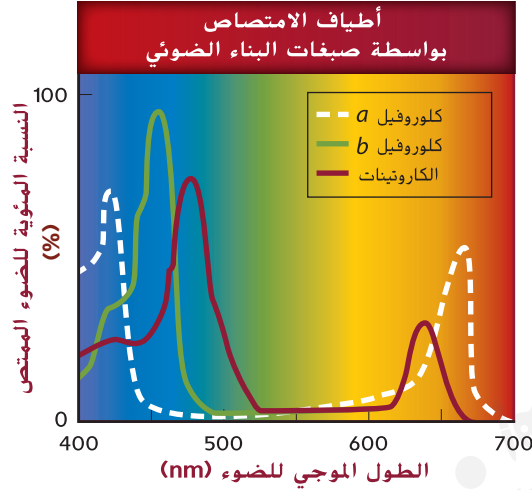 أطياف الامتصاص
بواسطة صبغات البناء الضوئي
النسبة المئوية للضوء الممتص
(%)
100
0
كلوروفيل a
كلوروفيل b
الكاروتينات
400
500
600
700
الطول الموجي للضوء (nm)